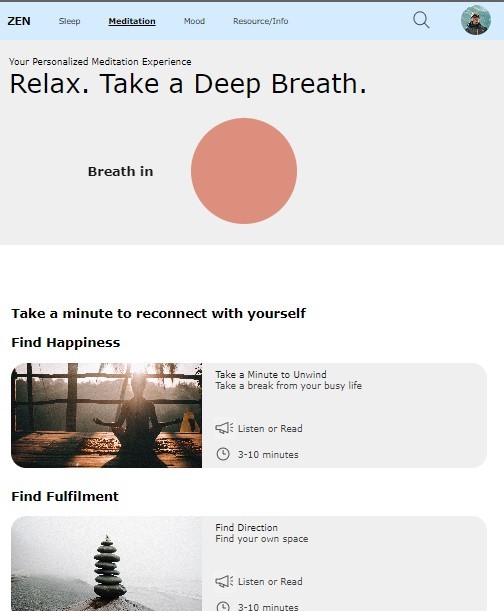 ZEN Sleep Meditation Mood Resource/Info
Your Personalized Meditation Experience
Relax. Take a Deep Breath.
Breath in
Take a minute to reconnect with yourself
Find Happiness
Take a Minute to Unwind
Take a break from your busy life
Listen or Read
3-10 minutes
Find Fulfilment
Find Direction
Find your own space
Listen or Read
3-10 minutes